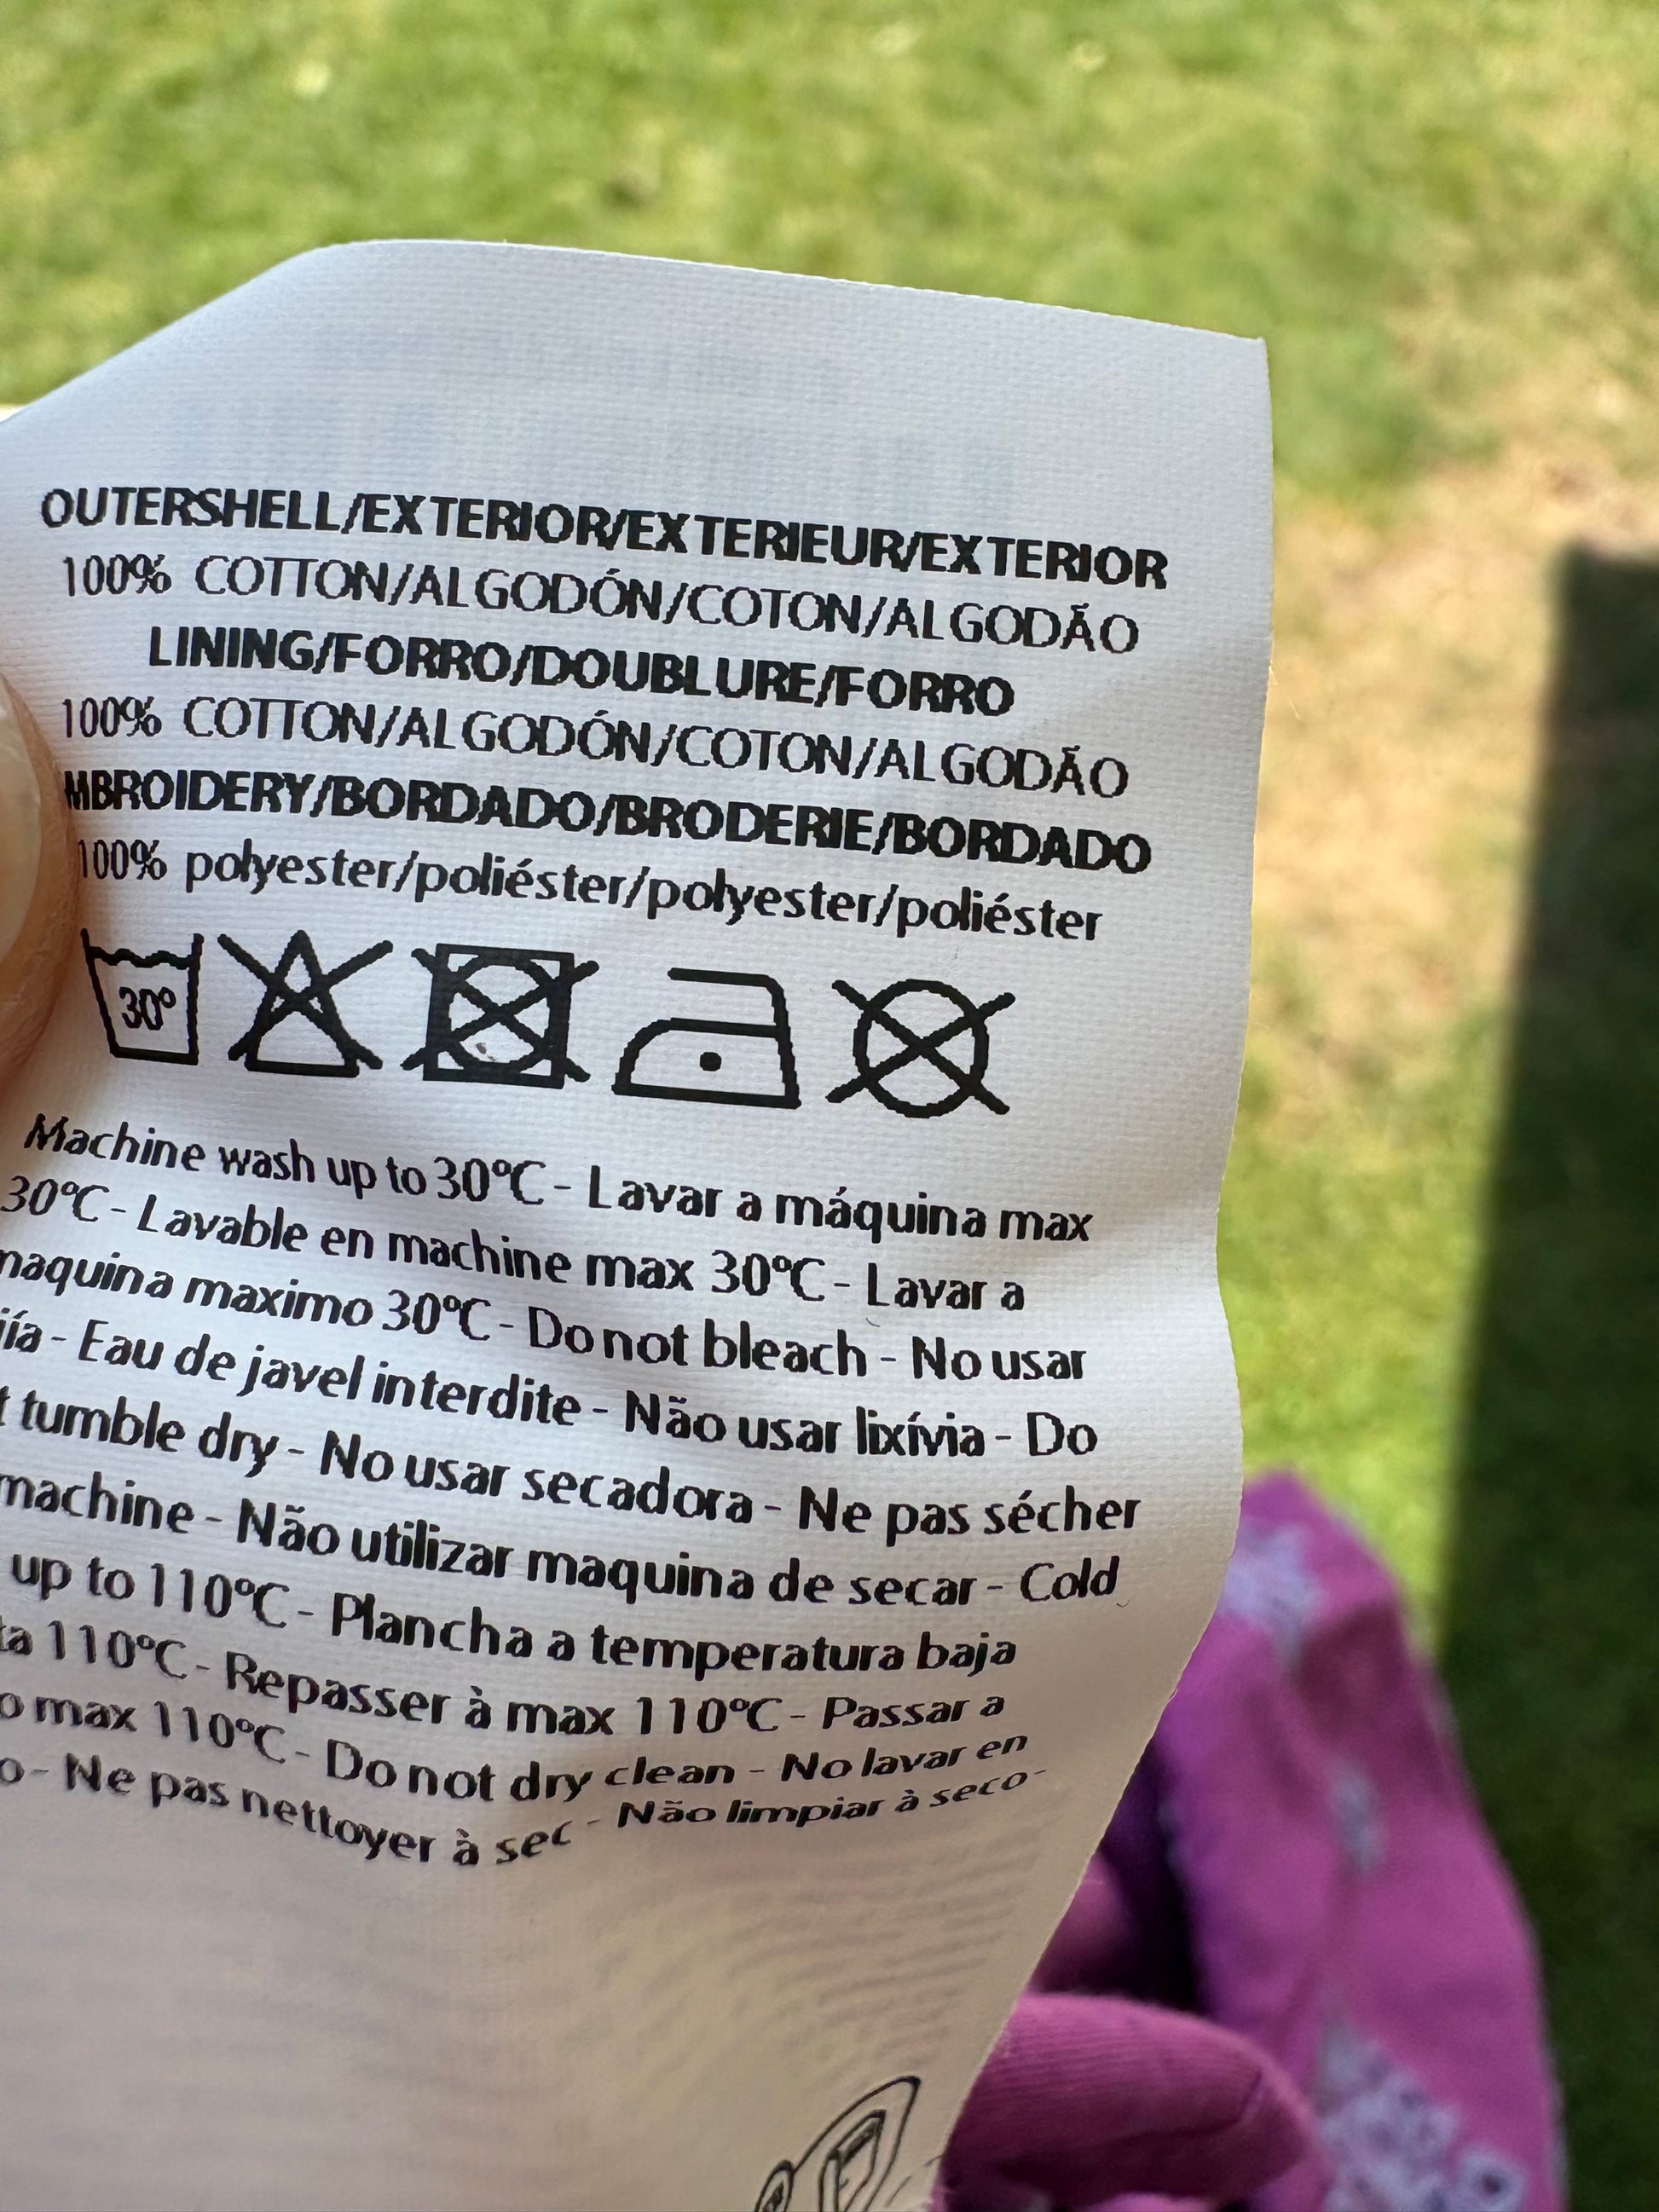 OUTERSHELL/EXTERIOR/EXTERIEUR/EXTERIOR
100% COTTON/ALGODÓN/COTON/ALGODÃO
LINING/FORRO/DOUBLURE/FORRO
100% COTTON/ALGODÓN/COTON/ALGODÃO
MBROIDERY/BORDADO/BRODERIE/BORDADO
100% polyester/poliéster/polyester/poliéster
30°
Machine wash up to 30°C - Lavar a máquina max
30°C - Lavable en machine max 30°C - Lavar a
maquina maximo 30°C - Do not bleach - No usar
jía - Eau de javel interdite - Não usar lixívia - Do
t tumble dry - No usar secadora - Ne pas sécher
machine - Não utilizar maquina de secar - Cold
up to 110°C - Plancha a temperatura baja
ta 110°C - Repasser à max 110°C - Passar a
o max 110°C - Do not dry clean - No lavar en
o - Ne pas nettoyer à sec - Não limpiar à seco -